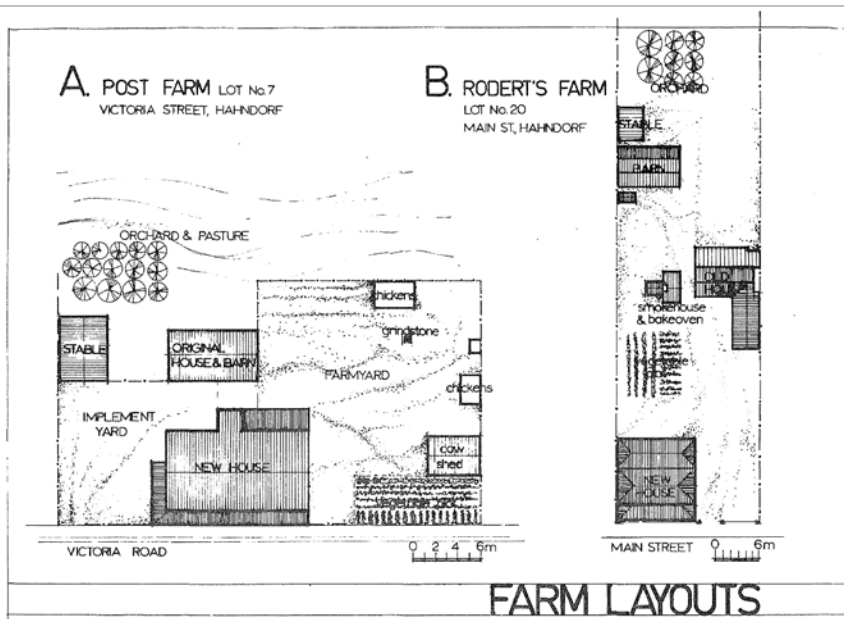 A. POST FARM LOT No.7
VICTORIA STREET, HAHNDORF
ORCHARD & PASTURE
chickens
grindstone
STABLE
ORIGINAL
HOUSE & BARN
FARMYARD
chickens
IMPLEMENT
YARD
cow
shed
NEW HOUSE
VICTORIA ROAD
0 2 4 6m
B. RODERT'S FARM
LOT No.20
MAIN ST, HAHNDORF
ORCHARD
STABLE
OLD
HOUSE
smokehouse
& bakeoven
vegetable
NEW
HOUSE
MAIN STREET
0 6m
FARM LAYOUTS